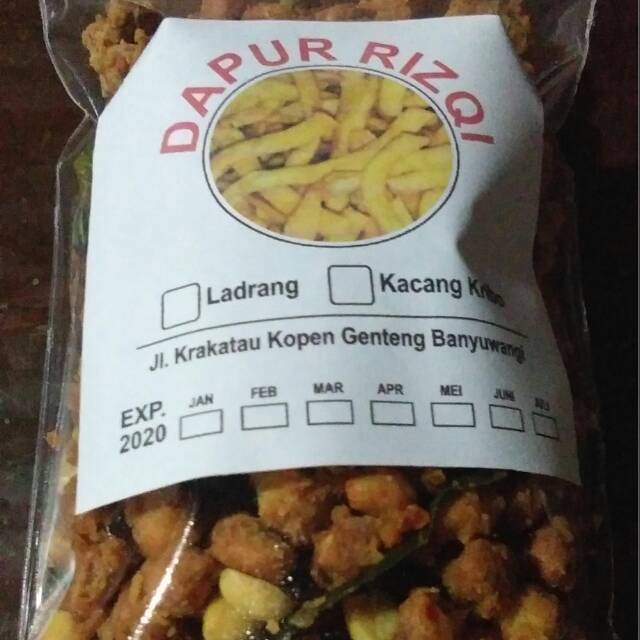 DAPUR RIZQI
Ladrang
Kacang
Jl. Krakatau Kopen Genteng Banyuwangi
JAN FEB MAR APR MEI JUNI
EXP.
2020